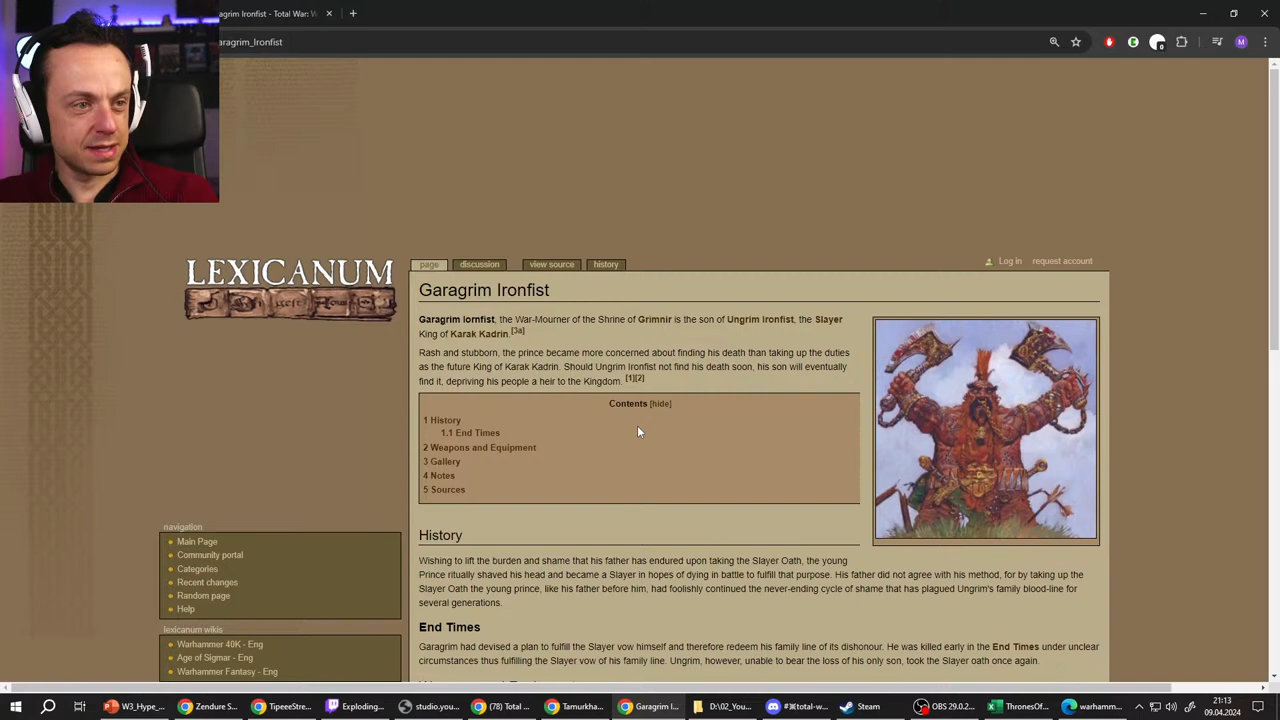 aragrim Ironfist - Total War: W
aragrim_Ironfist
M
LEXICANUM
page
discussion
view source
history
Log in
request account
Garagrim Ironfist
Garagrim Iornfist, the War-Mourner of the Shrine of Grimnir is the son of Ungrim Ironfist, the Slayer
King of Karak Kadrin.[3a]
Rash and stubborn, the prince became more concerned about finding his death than taking up the duties
as the future King of Karak Kadrin. Should Ungrim Ironfist not find his death soon, his son will eventually
find it, depriving his people a heir to the Kingdom. [1][2]
Contents [hide]
1 History
1.1 End Times
2 Weapons and Equipment
3 Gallery
4 Notes
5 Sources
History
Wishing to lift the burden and shame that his father has endured upon taking the Slayer Oath, the young
Prince ritually shaved his head and became a Slayer in hopes of dying in battle to fulfill that purpose. His father did not agree with his method, for by taking up the
Slayer Oath the young prince, like his father before him, had foolishly continued the never-ending cycle of shame that has plagued Ungrim's family blood-line for
several generations.
End Times
Garagrim had devised a plan to fulfill the Slayer vow himself and therefore redeem his family line of its dishonour. He was killed early in the End Times under unclear
circumstances thus fulfilling the Slayer vow of his family line. Ungrim, however, unable to bear the loss of his only son, took the Slayer oath once again.
navigation
Main Page
Community portal
Categories
Recent changes
Random page
Help
lexicanum wikis
Warhammer 40K - Eng
Age of Sigmar - Eng
Warhammer Fantasy - Eng
W3_Hype_...
Zendure S...
TipeeeStre...
Exploding...
studio.you...
(78) Total ...
Tamurkha...
Garagrim I...
D:\02_You...
#⚔total-w...
Steam
OBS 29.0.2...
ThronesOf...
warhamm...
21:13
09.04.2024